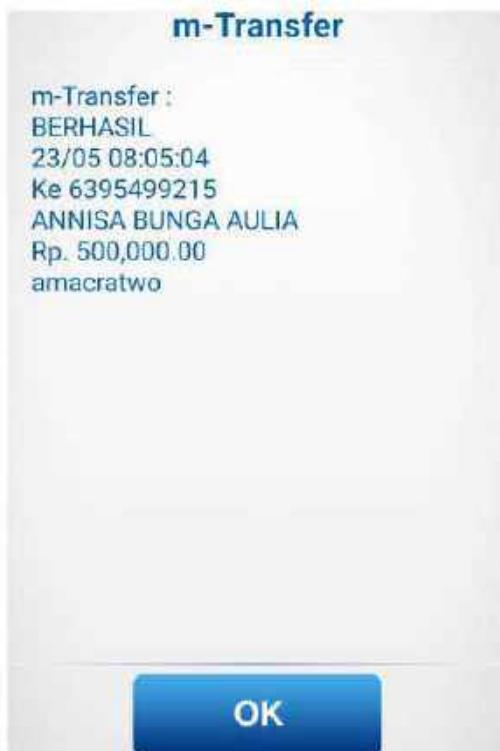 m-Transfer
m-Transfer :
BERHASIL
23/05 08:05:04
Ke 6395499215
ANNISA BUNGA AULIA
Rp. 500,000.00
amacratwo
OK